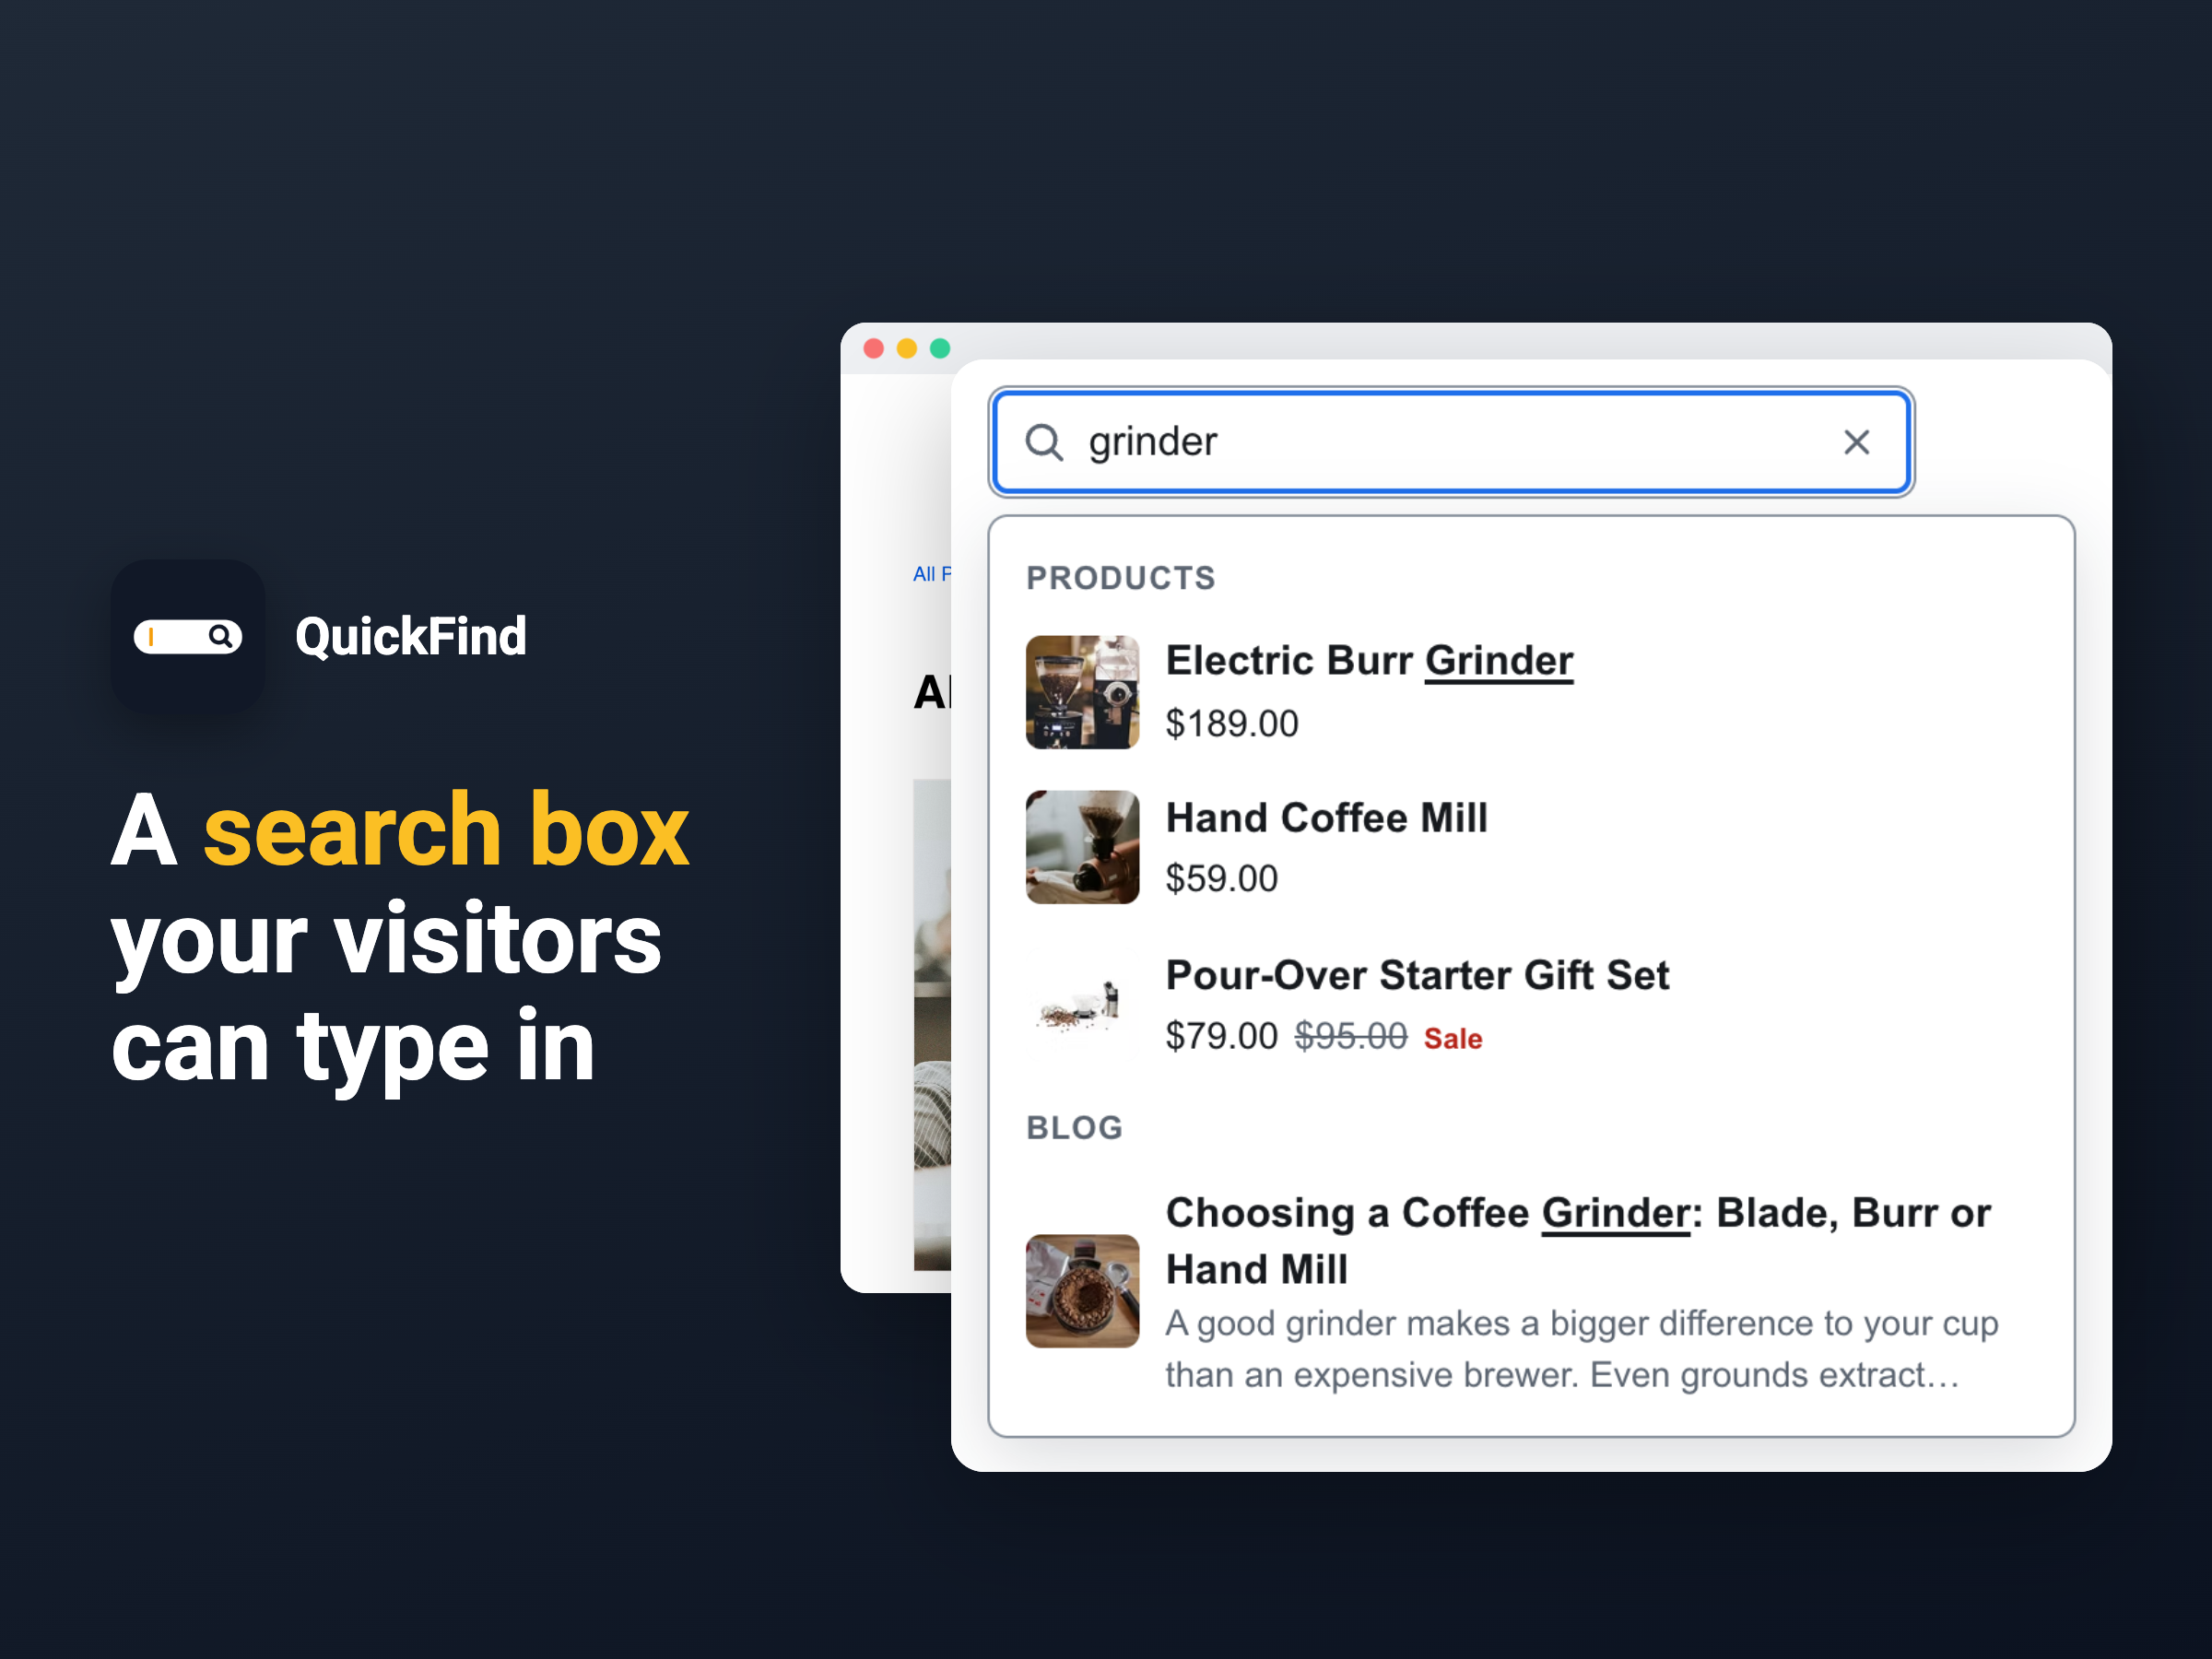 QuickFind
A search box
your visitors
can type in
All P
Al
grinder
PRODUCTS
Electric Burr Grinder
$189.00
Hand Coffee Mill
$59.00
Pour-Over Starter Gift Set
$79.00 $95.00 Sale
BLOG
Choosing a Coffee Grinder: Blade, Burr or
Hand Mill
A good grinder makes a bigger difference to your cup
than an expensive brewer. Even grounds extract…